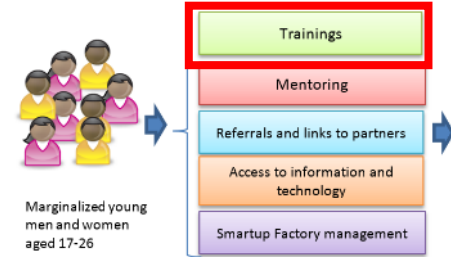 Trainings
Mentoring
Referrals and links to partners
Access to information and
technology
Smartup Factory management
Marginalized young
men and women
aged 17-26